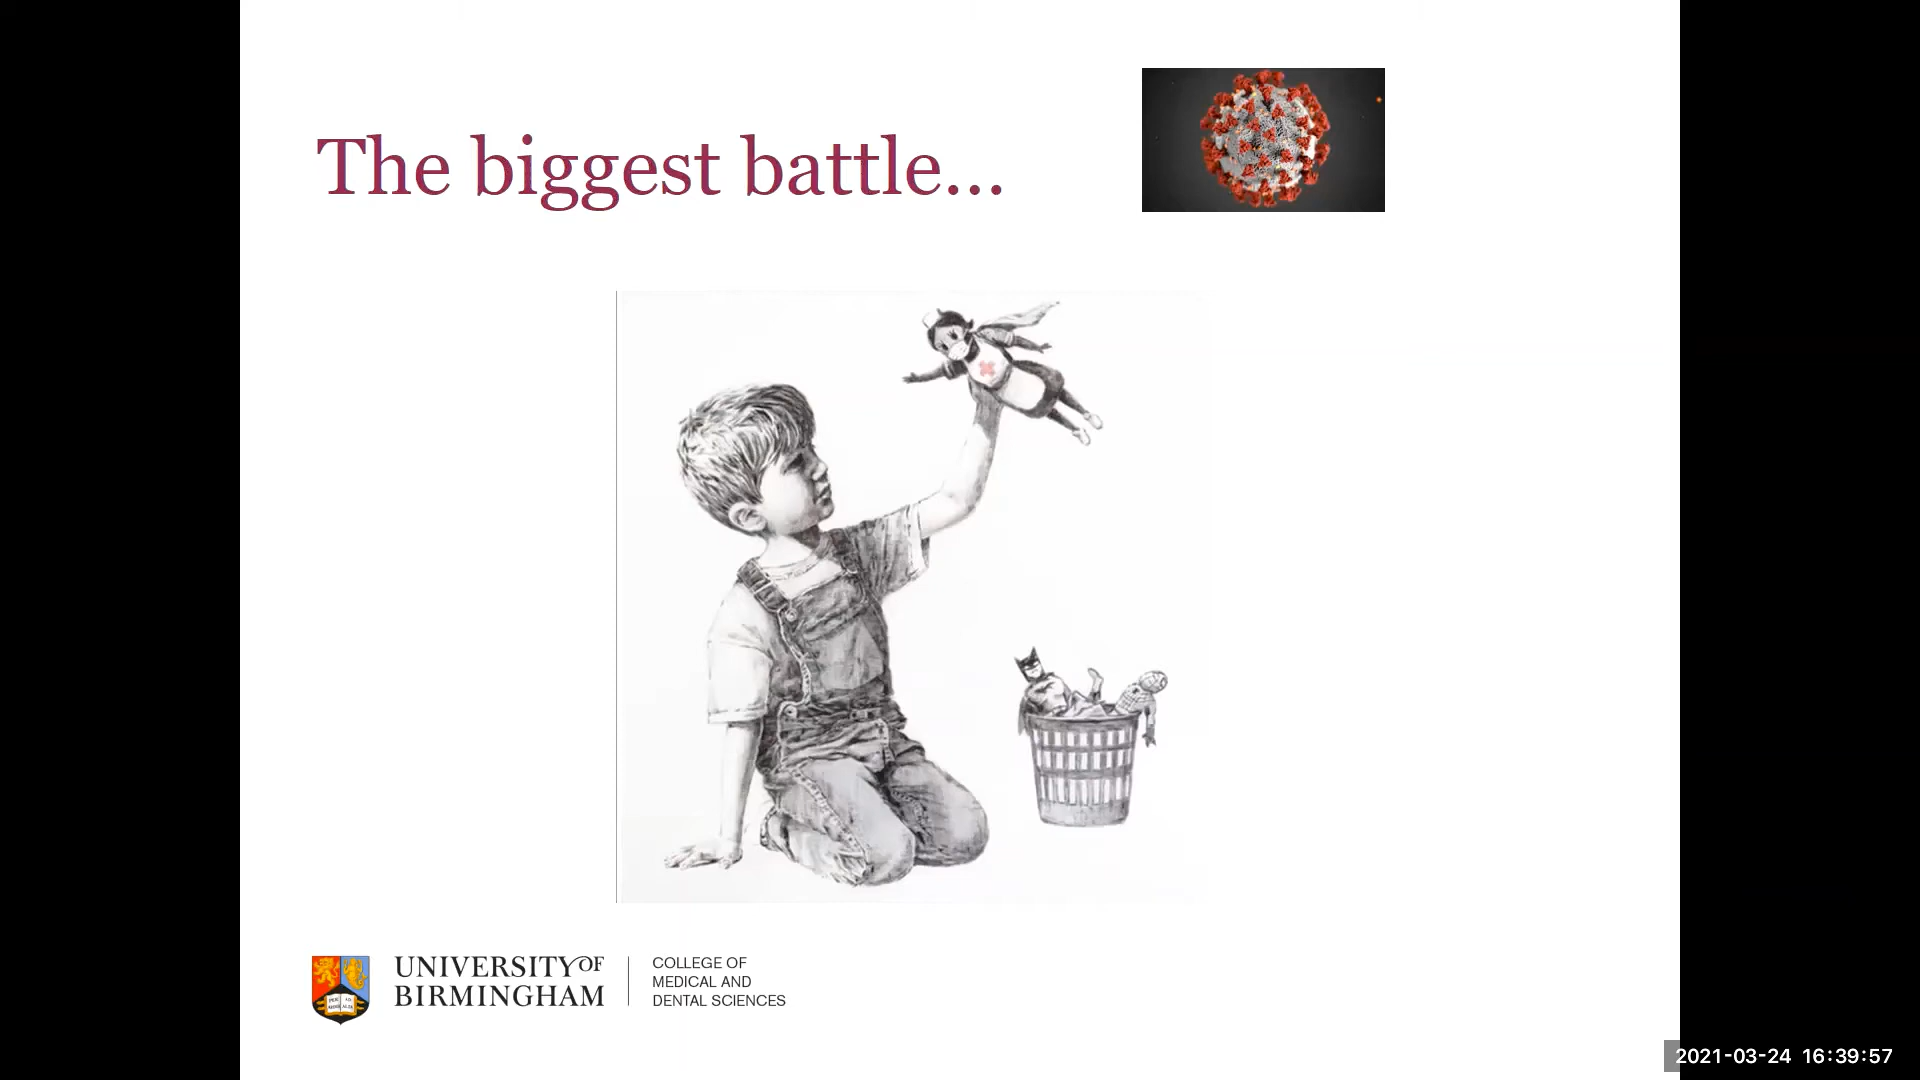 The biggest battle...
UNIVERSITY OF
BIRMINGHAM
COLLEGE OF
MEDICAL AND
DENTAL SCIENCES
2021-03-24 16:39:57